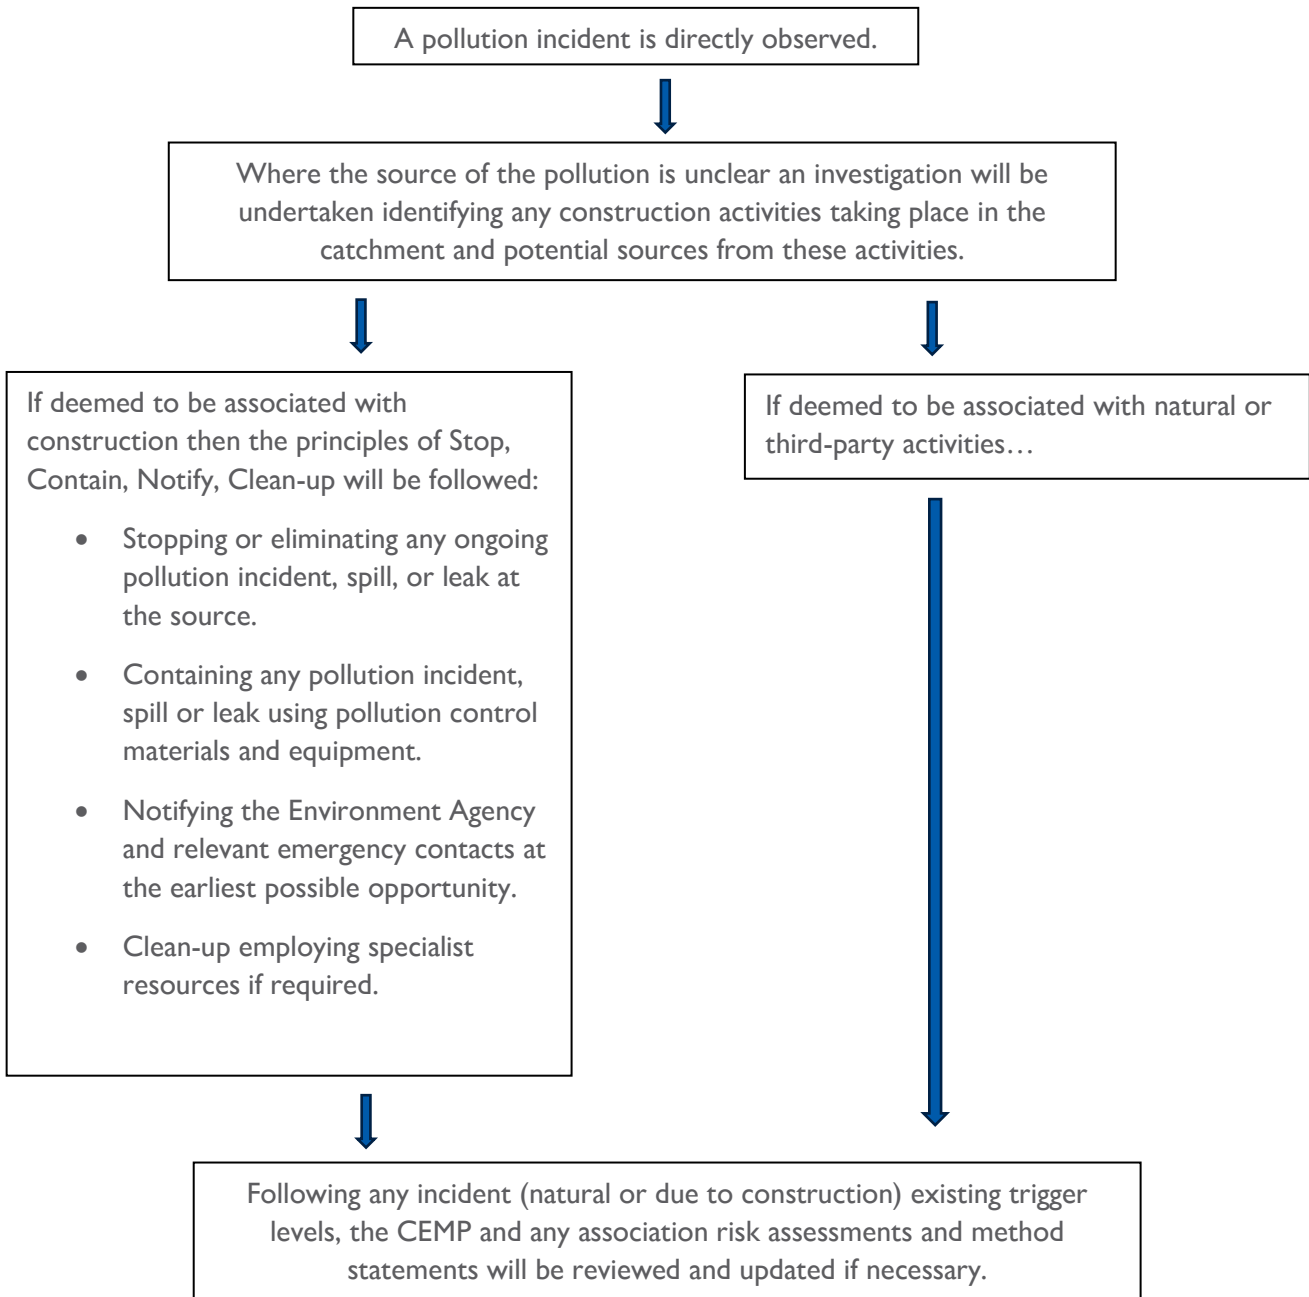 A pollution incident is directly observed.
Where the source of the pollution is unclear an investigation will be
undertaken identifying any construction activities taking place in the
catchment and potential sources from these activities.
If deemed to be associated with
construction then the principles of Stop,
Contain, Notify, Clean-up will be followed:
• Stopping or eliminating any ongoing
pollution incident, spill, or leak at
the source.
• Containing any pollution incident,
spill or leak using pollution control
materials and equipment.
• Notifying the Environment Agency
and relevant emergency contacts at
the earliest possible opportunity.
• Clean-up employing specialist
resources if required.
If deemed to be associated with natural or
third-party activities…
Following any incident (natural or due to construction) existing trigger
levels, the CEMP and any association risk assessments and method
statements will be reviewed and updated if necessary.